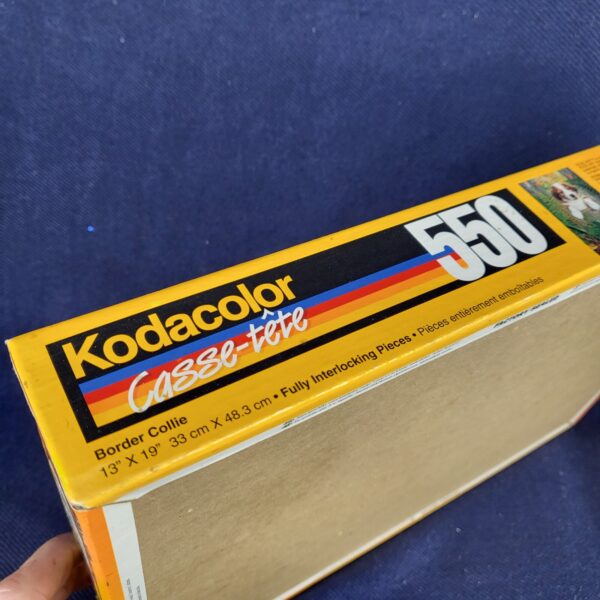 Kodacolor
Casse-tête
550
Border Collie
13" X 19" 33 cm X 48.3 cm • Fully Interlocking Pieces • Pièces entièrement emboîtables